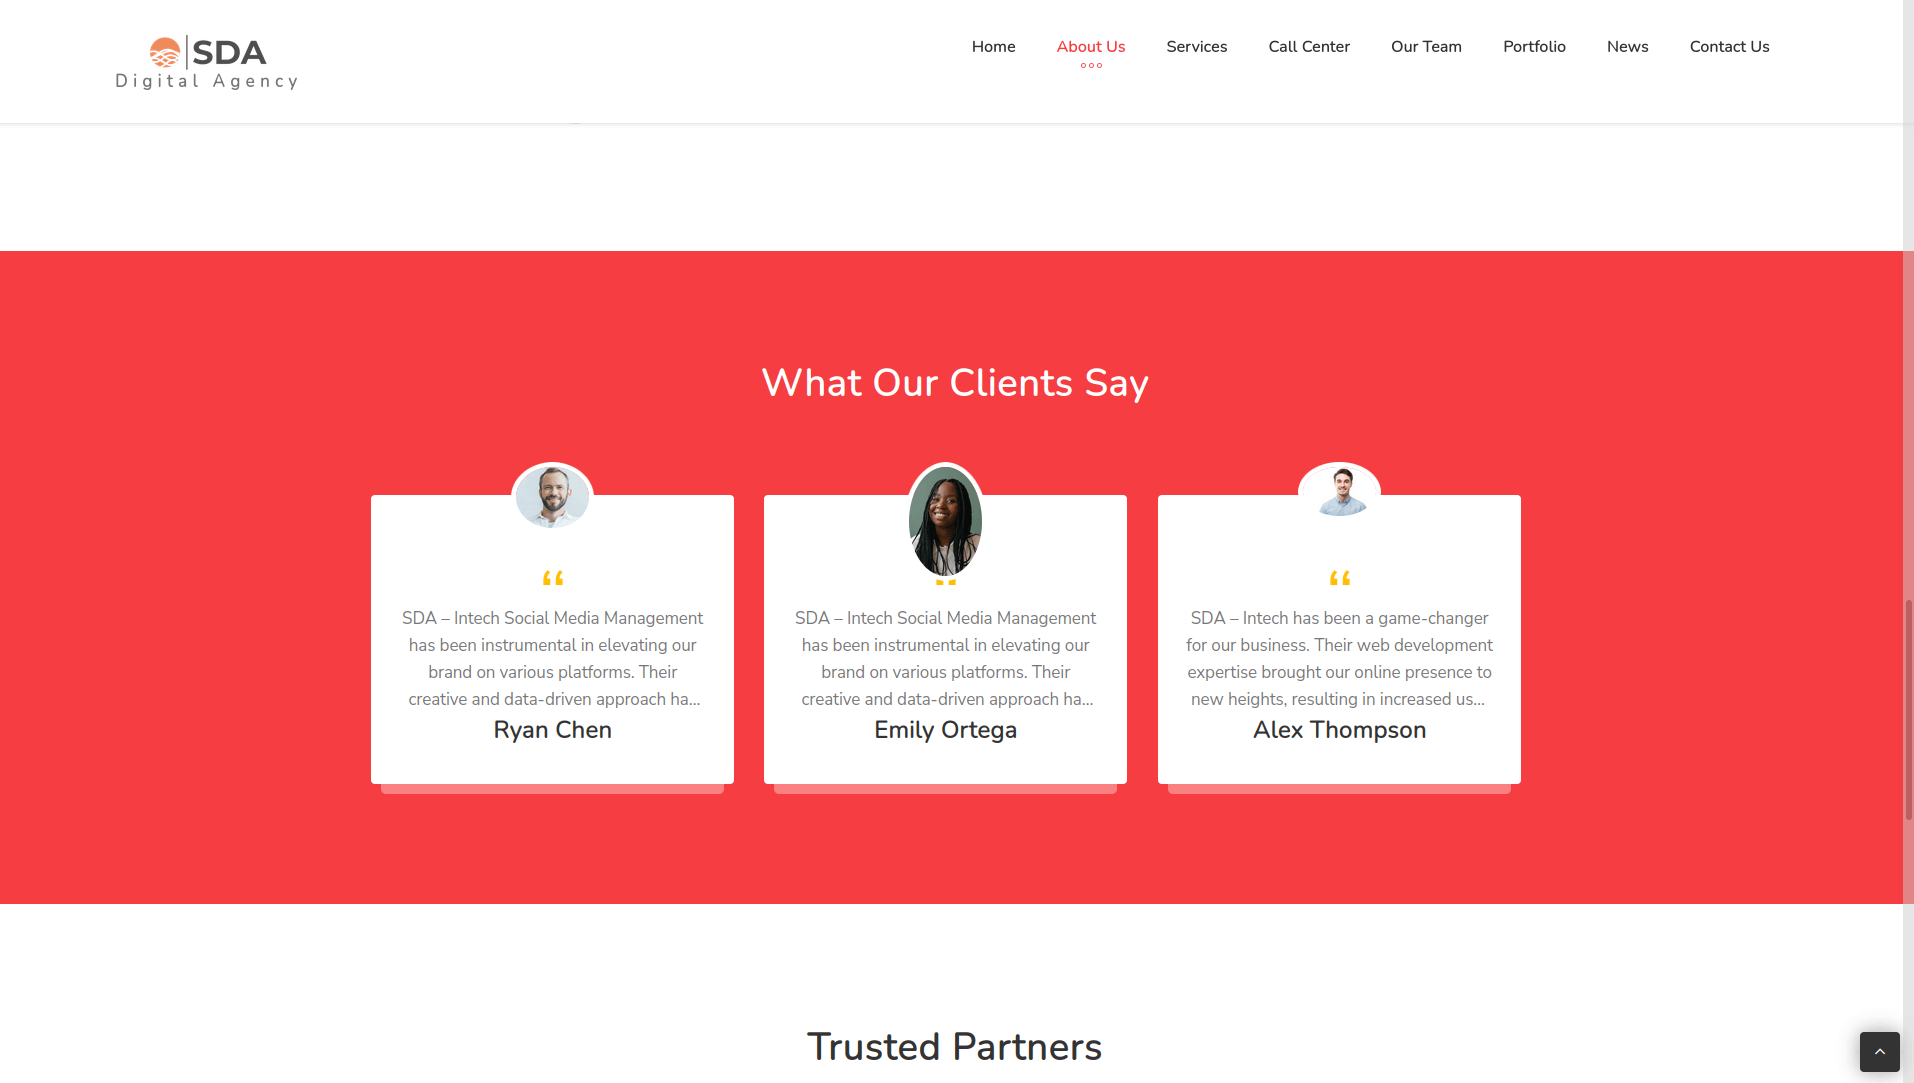 SDA
Digital Agency
Home
About Us
Services
Call Center
Our Team
Portfolio
News
Contact Us
What Our Clients Say
“
SDA – Intech Social Media Management
has been instrumental in elevating our
brand on various platforms. Their
creative and data-driven approach ha...
Ryan Chen
“
SDA – Intech Social Media Management
has been instrumental in elevating our
brand on various platforms. Their
creative and data-driven approach ha...
Emily Ortega
“
SDA – Intech has been a game-changer
for our business. Their web development
expertise brought our online presence to
new heights, resulting in increased us...
Alex Thompson
Trusted Partners